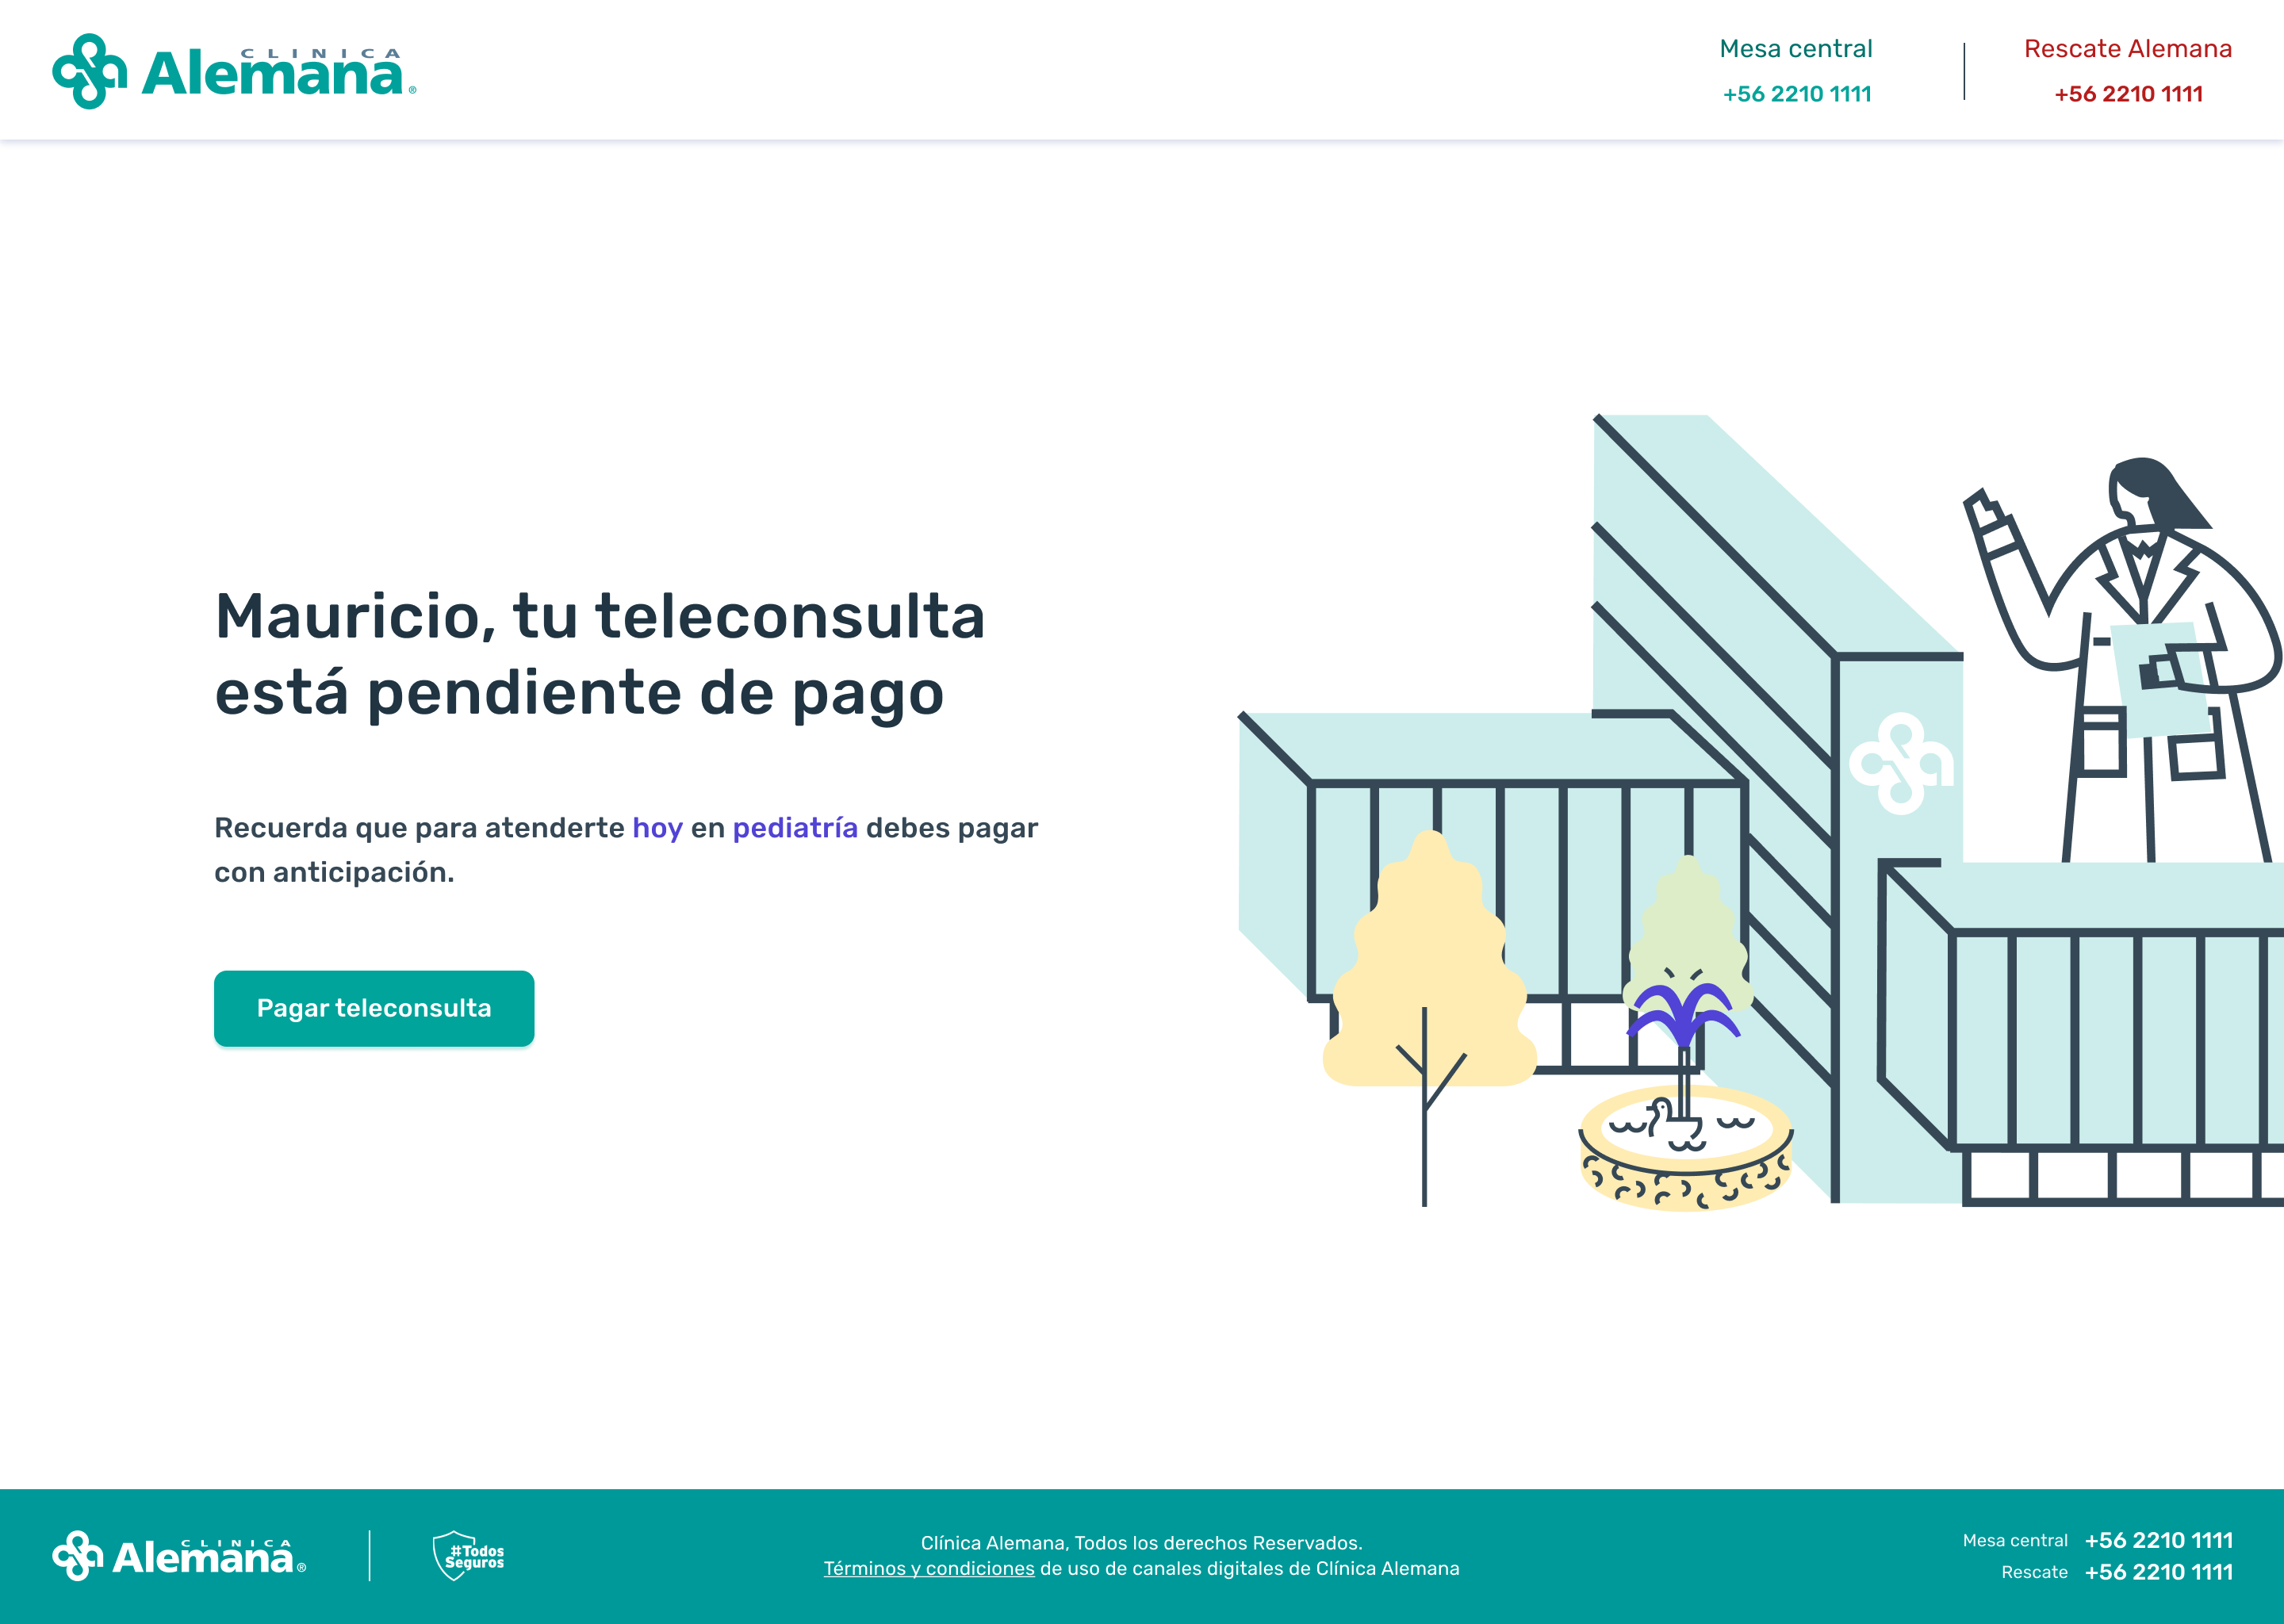 CLINICA
Alemana®
Mesa central
+56 2210 1111
Rescate Alemana
+56 2210 1111
Mauricio, tu teleconsulta
está pendiente de pago
Recuerda que para atenderte hoy en pediatría debes pagar
con anticipación.
Pagar teleconsulta
CLINICA
Alemana®
#Todos
Seguros
Clínica Alemana, Todos los derechos Reservados.
Términos y condiciones de uso de canales digitales de Clínica Alemana
Mesa central +56 2210 1111
Rescate +56 2210 1111